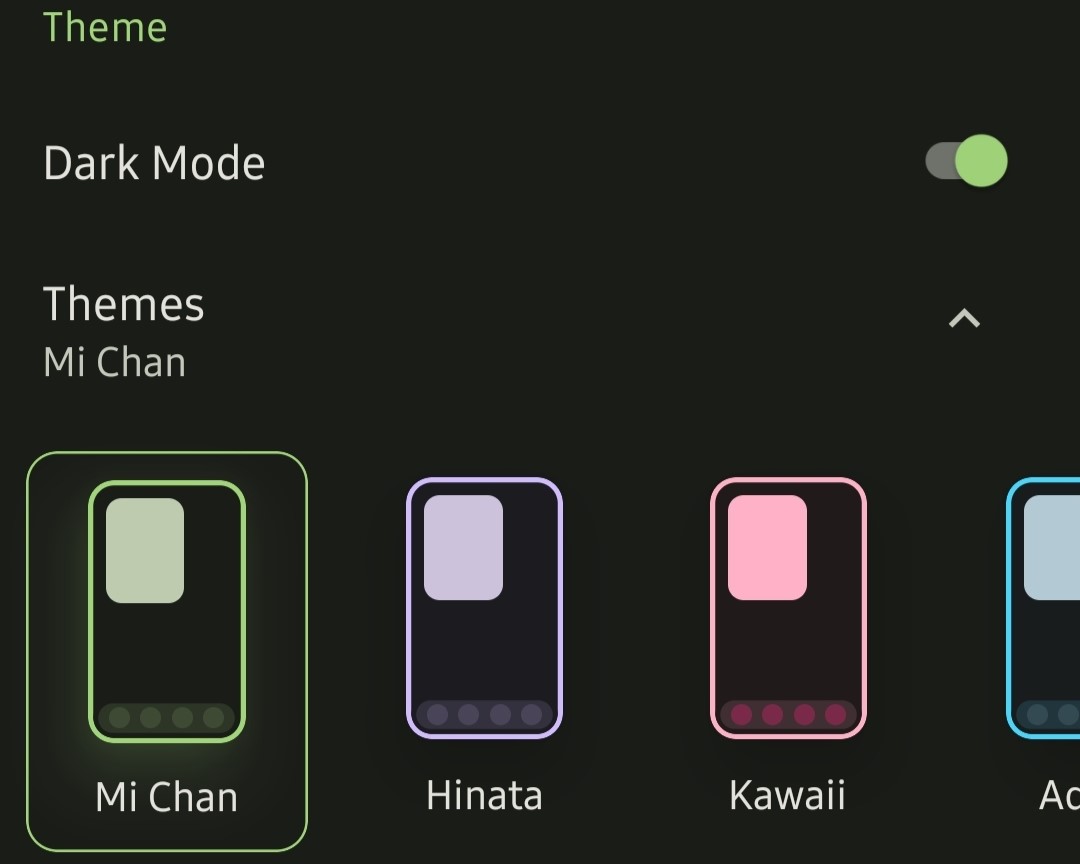 Theme
Dark Mode
Themes
Mi Chan
Mi Chan
Hinata
Kawaii